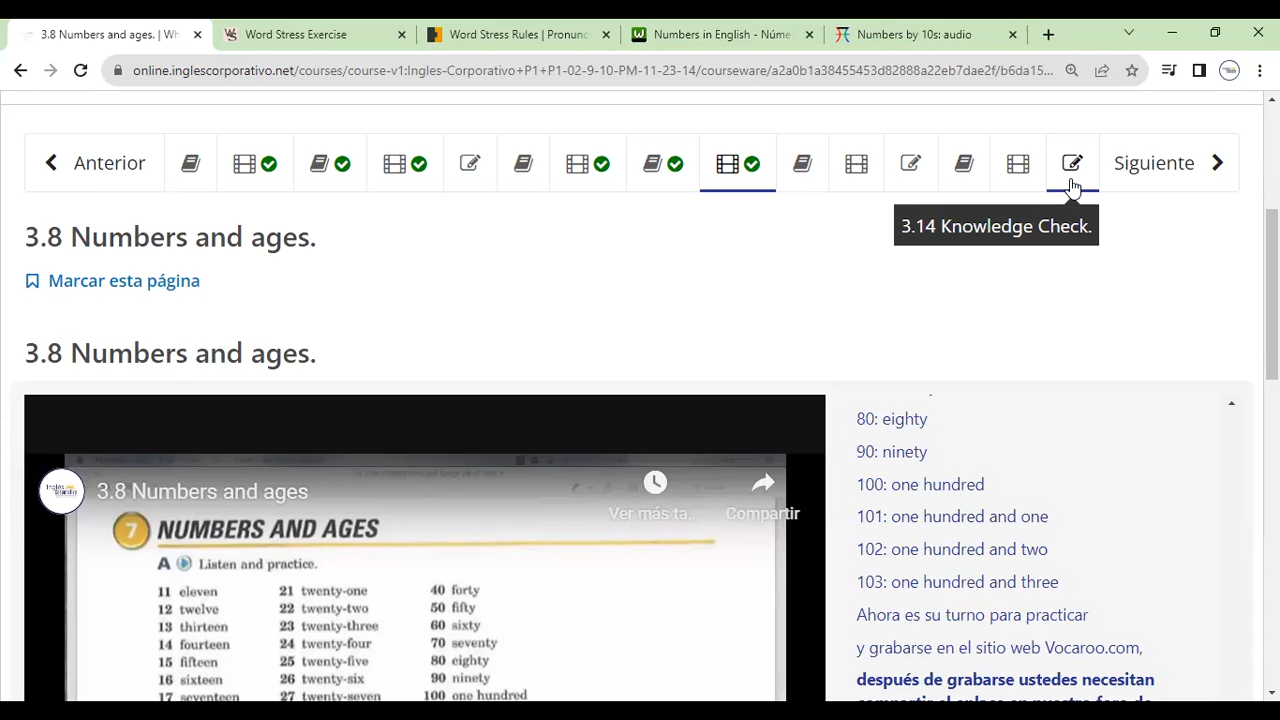 3.8 Numbers and ages. | Wh
Word Stress Exercise
Word Stress Rules | Pronunc
Numbers in English - Núme
Numbers by 10s: audio
online.inglescorporativo.net/courses/course-v1:Ingles-Corporativo+P1+P1-02-9-10-PM-11-23-14/courseware/a2a0b1a38455453d82888a22eb7dae2f/b6da15...
Anterior
Siguiente
3.14 Knowledge Check.
3.8 Numbers and ages.
Marcar esta página
3.8 Numbers and ages.
3.8 Numbers and ages
Ver más ta...
Compartir
7 NUMBERS AND AGES
A Listen and practice.
11 eleven 21 twenty-one 40 forty
12 twelve 22 twenty-two 50 fifty
13 thirteen 23 twenty-three 60 sixty
14 fourteen 24 twenty-four 70 seventy
15 fifteen 25 twenty-five 80 eighty
16 sixteen 26 twenty-six 90 ninety
17 seventeen 27 twenty-seven 100 one hundred
80: eighty
90: ninety
100: one hundred
101: one hundred and one
102: one hundred and two
103: one hundred and three
Ahora es su turno para practicar
y grabarse en el sitio web Vocaroo.com,
después de grabarse ustedes necesitan